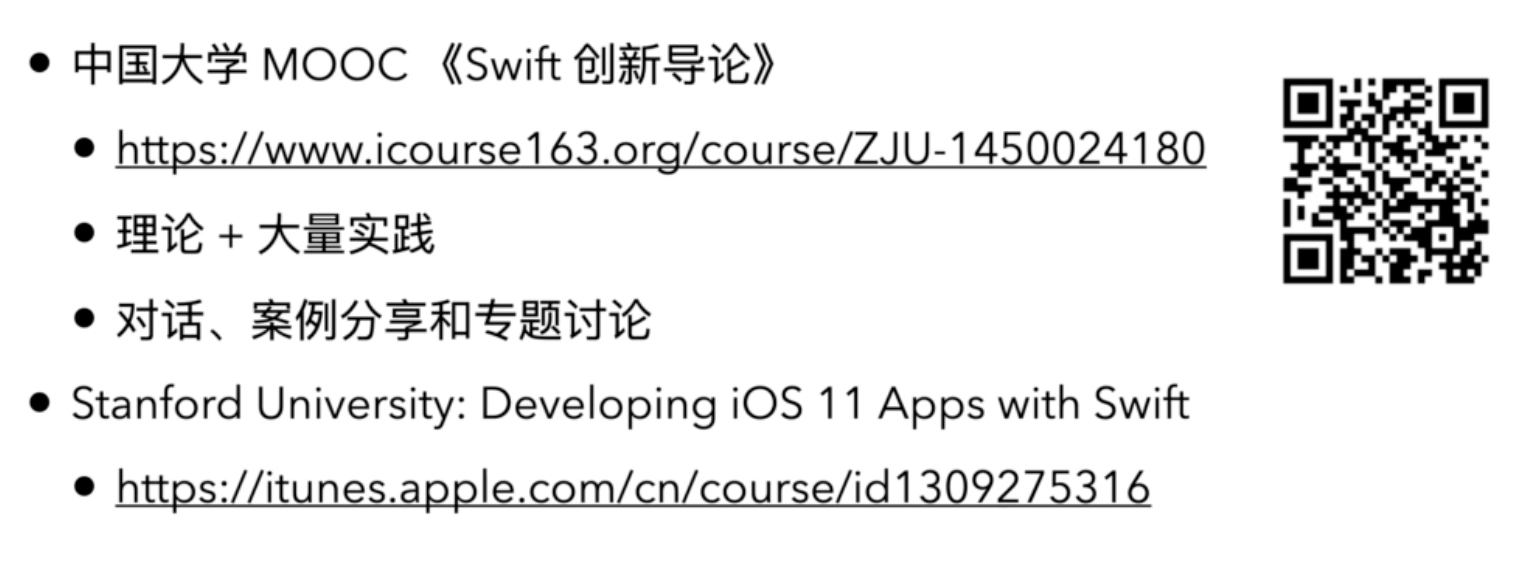 • 中国大学 MOOC 《Swift 创新导论》
• https://www.icourse163.org/course/ZJU-1450024180
• 理论 + 大量实践
• 对话、案例分享和专题讨论
• Stanford University: Developing iOS 11 Apps with Swift
• https://itunes.apple.com/cn/course/id1309275316